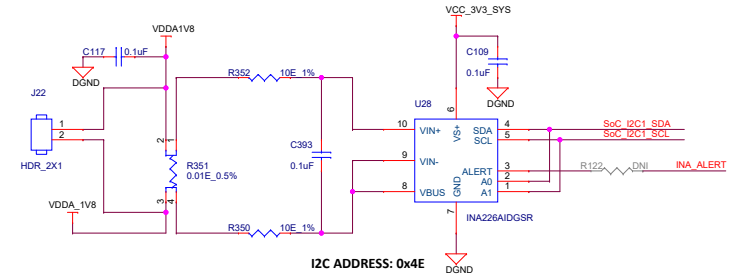 VCC_3V3_SYS
VDDA1V8
C117
0.1uF
DGND
C109
0.1uF
DGND
J22
1
2
HDR_2X1
R352
10E_1%
U28
6
VS+
10
VIN+
SDA
4
SoC_I2C1_SDA
SCL
5
SoC_I2C1_SCL
2
1
R351
0.01E_0.5%
3
4
C393
0.1uF
9
VIN-
ALERT
3
R122
DNI
INA_ALERT
A0
2
8
VBUS
GND
A1
1
7
INA226AIDGSR
VDDA_1V8
R350
10E_1%
I2C ADDRESS: 0x4E
DGND